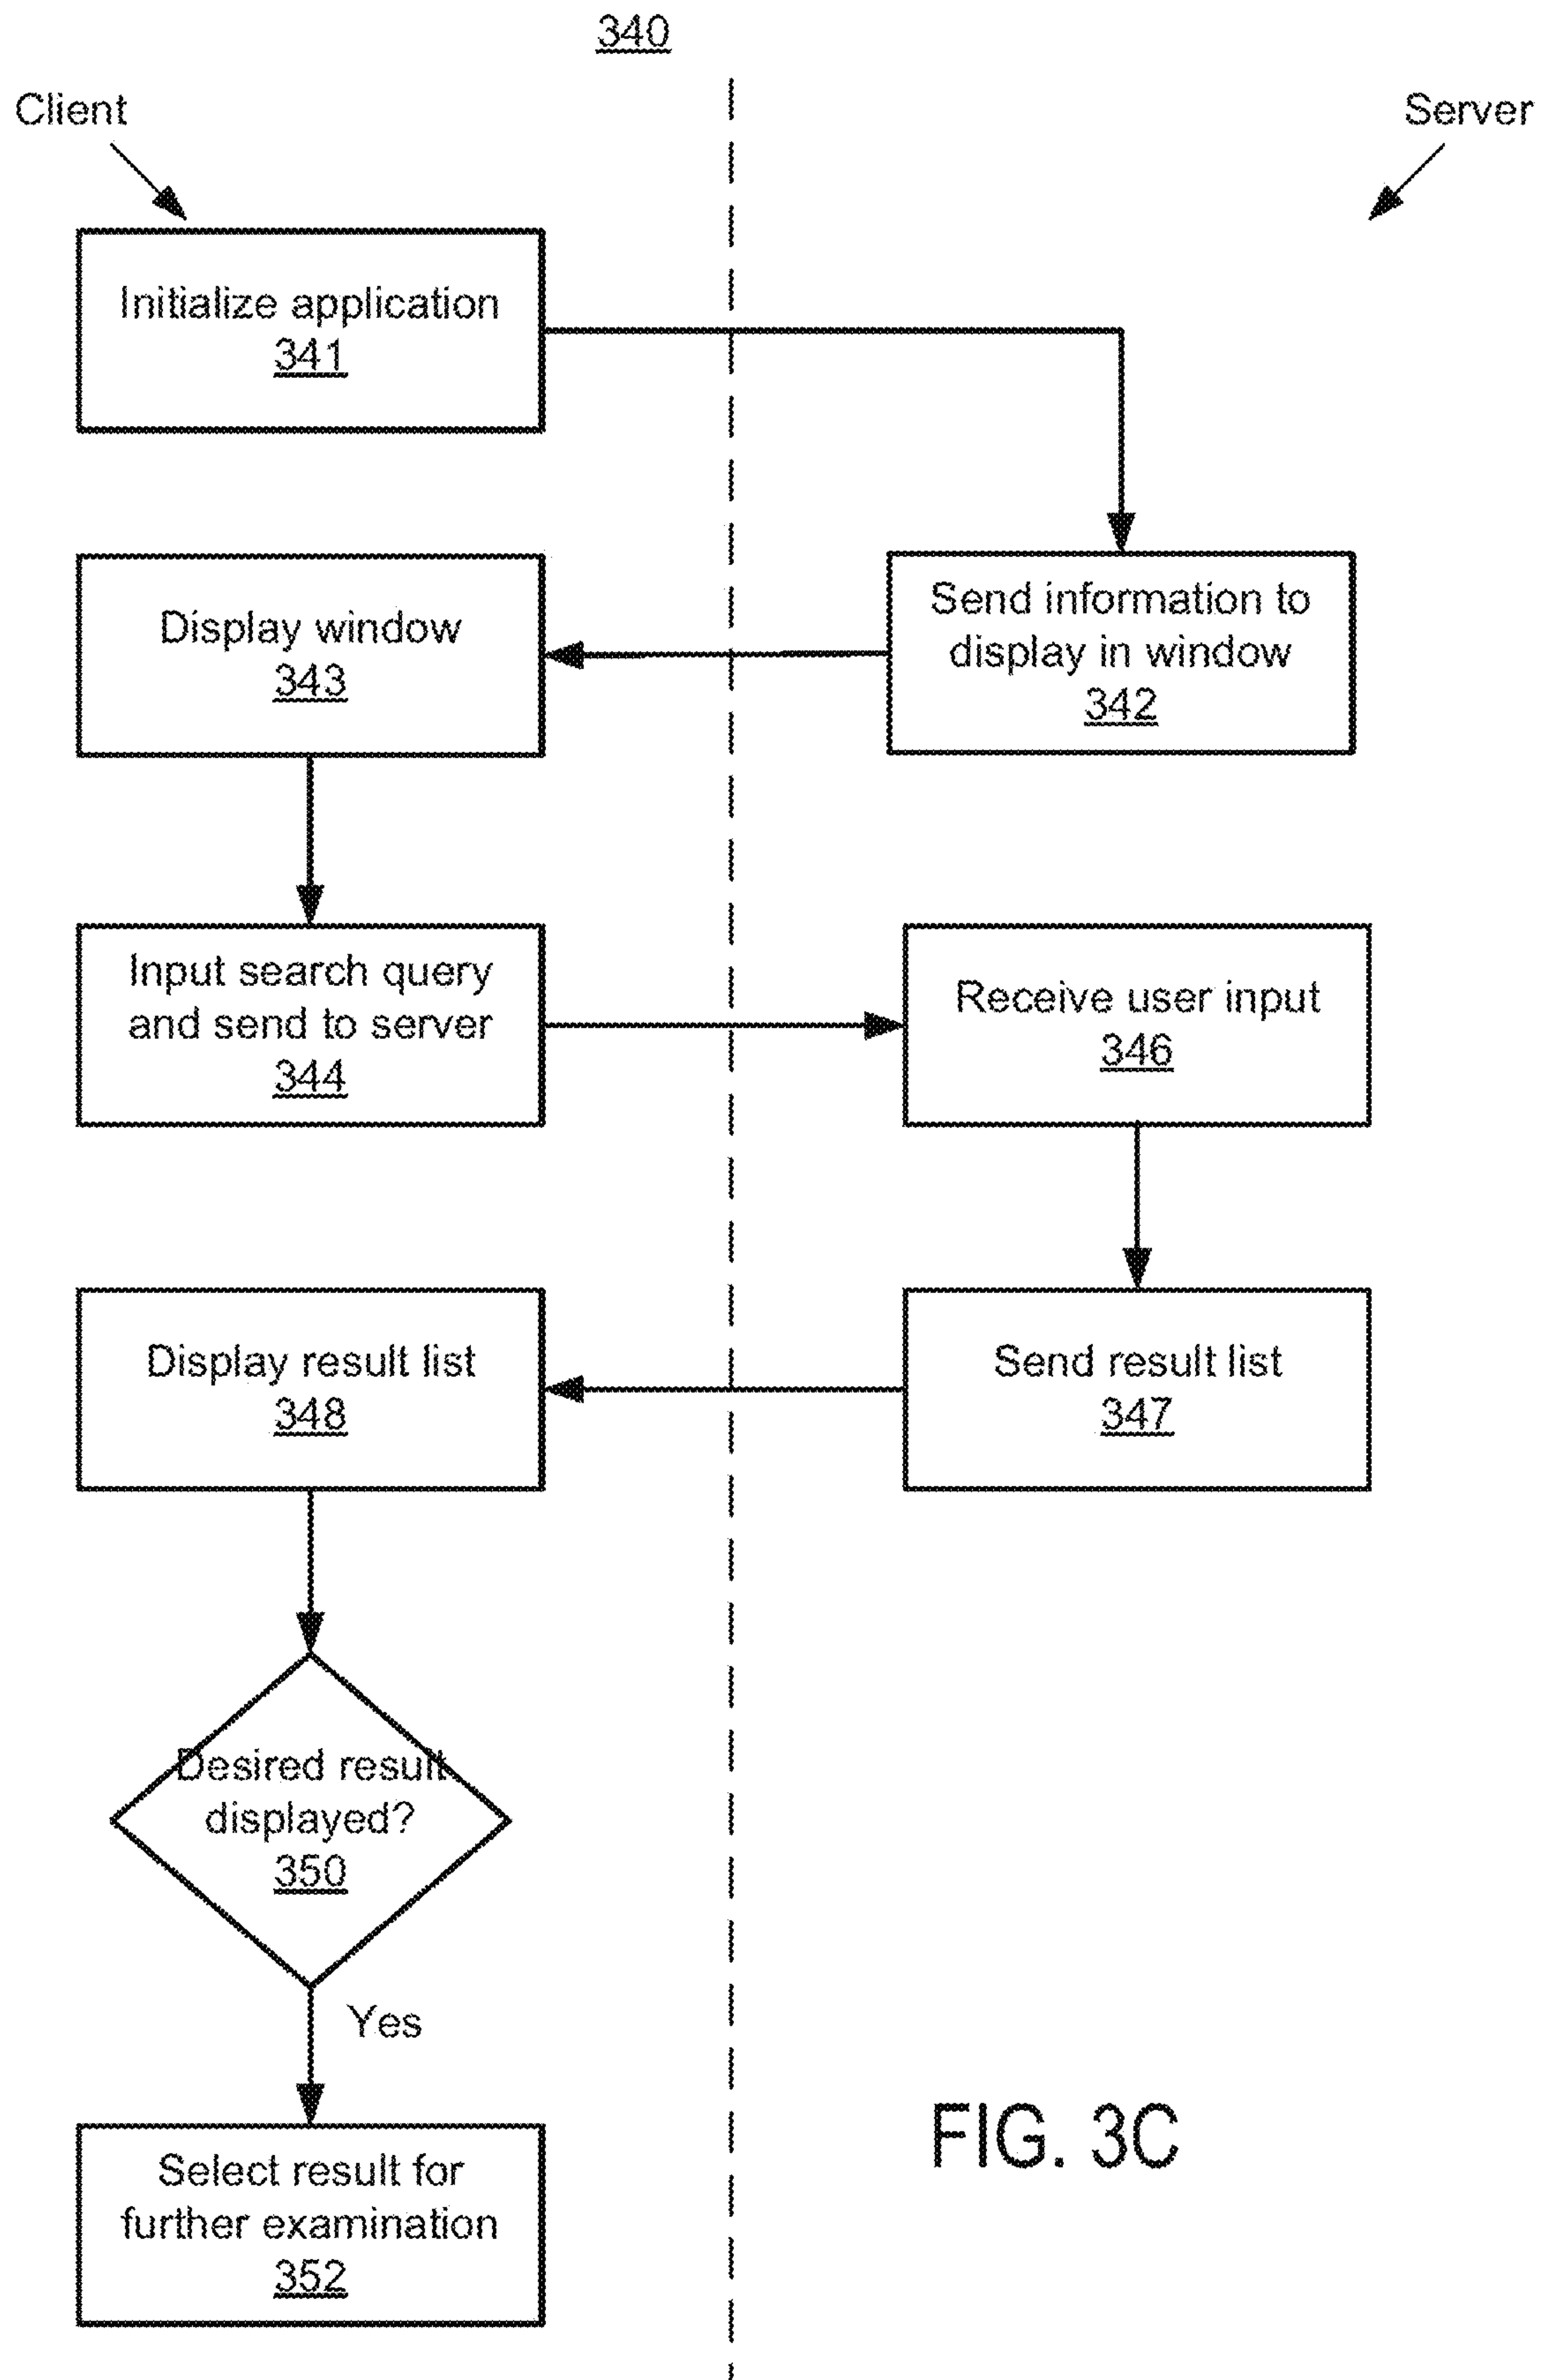 340
Client
Server
Initialize application
341
Send information to
display in window
342
Display window
343
Input search query
and send to server
344
Receive user input
346
Send result list
347
Display result list
348
Desired result
displayed?
350
Yes
Select result for
further examination
352
FIG. 3C